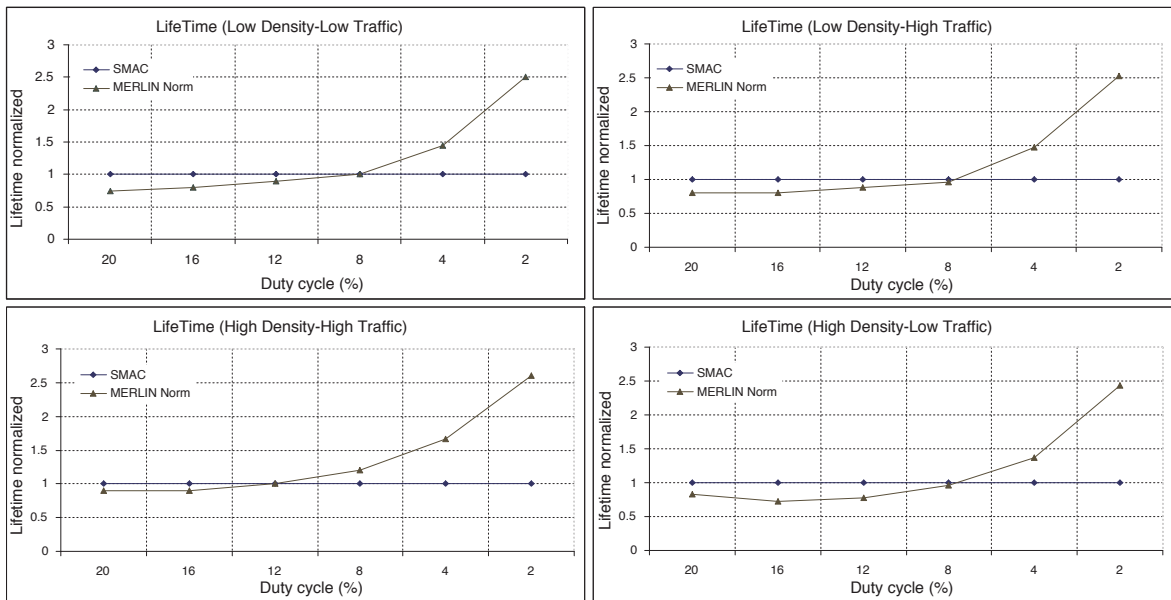 LifeTime (Low Density-Low Traffic)
3
2.5
2
1.5
1
0.5
0
Lifetime normalized
SMAC
MERLIN Norm
20 16 12 8 4 2
Duty cycle (%)
LifeTime (Low Density-High Traffic)
3
2.5
2
1.5
1
0.5
0
Lifetime normalized
SMAC
MERLIN Norm
20 16 12 8 4 2
Duty cycle (%)
LifeTime (High Density-High Traffic)
3
2.5
2
1.5
1
0.5
0
Lifetime normalized
SMAC
MERLIN Norm
20 16 12 8 4 2
Duty cycle (%)
LifeTime (High Density-Low Traffic)
3
2.5
2
1.5
1
0.5
0
Lifetime normalized
SMAC
MERLIN Norm
20 16 12 8 4 2
Duty cycle (%)